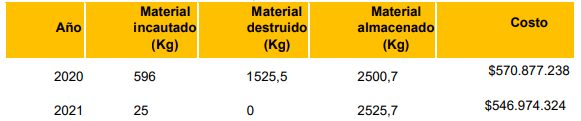 Año Material incautado (Kg) Material destruido (Kg) Material almacenado (Kg) Costo
2020 596 1525,5 2500,7 $570.877.238
2021 25 0 2525,7 $546.974.324